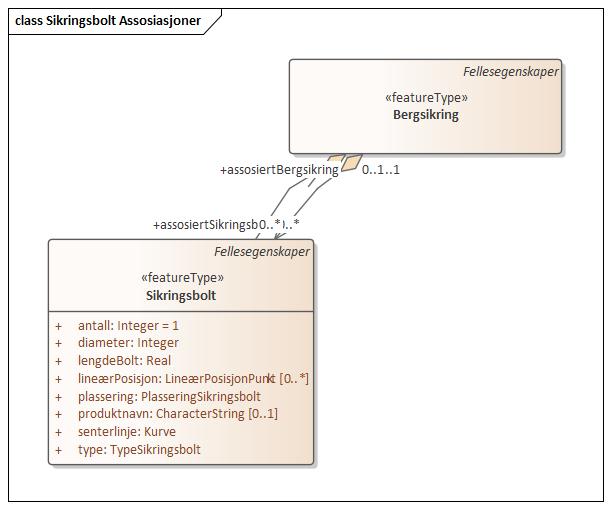 class Sikringsbolt Assosiasjoner
Fellesegenskaper
«featureType»
Bergsikring
+assosiertBergsikring
0..1..1
+assosiertSikringsb
0..*
..*
Fellesegenskaper
«featureType»
Sikringsbolt
+ antall: Integer = 1
+ diameter: Integer
+ lengdeBolt: Real
+ lineærPosisjon: LineærPosisjonPunkt [0..*]
+ plassering: PlasseringSikringsbolt
+ produktnavn: CharacterString [0..1]
+ senterlinje: Kurve
+ type: TypeSikringsbolt